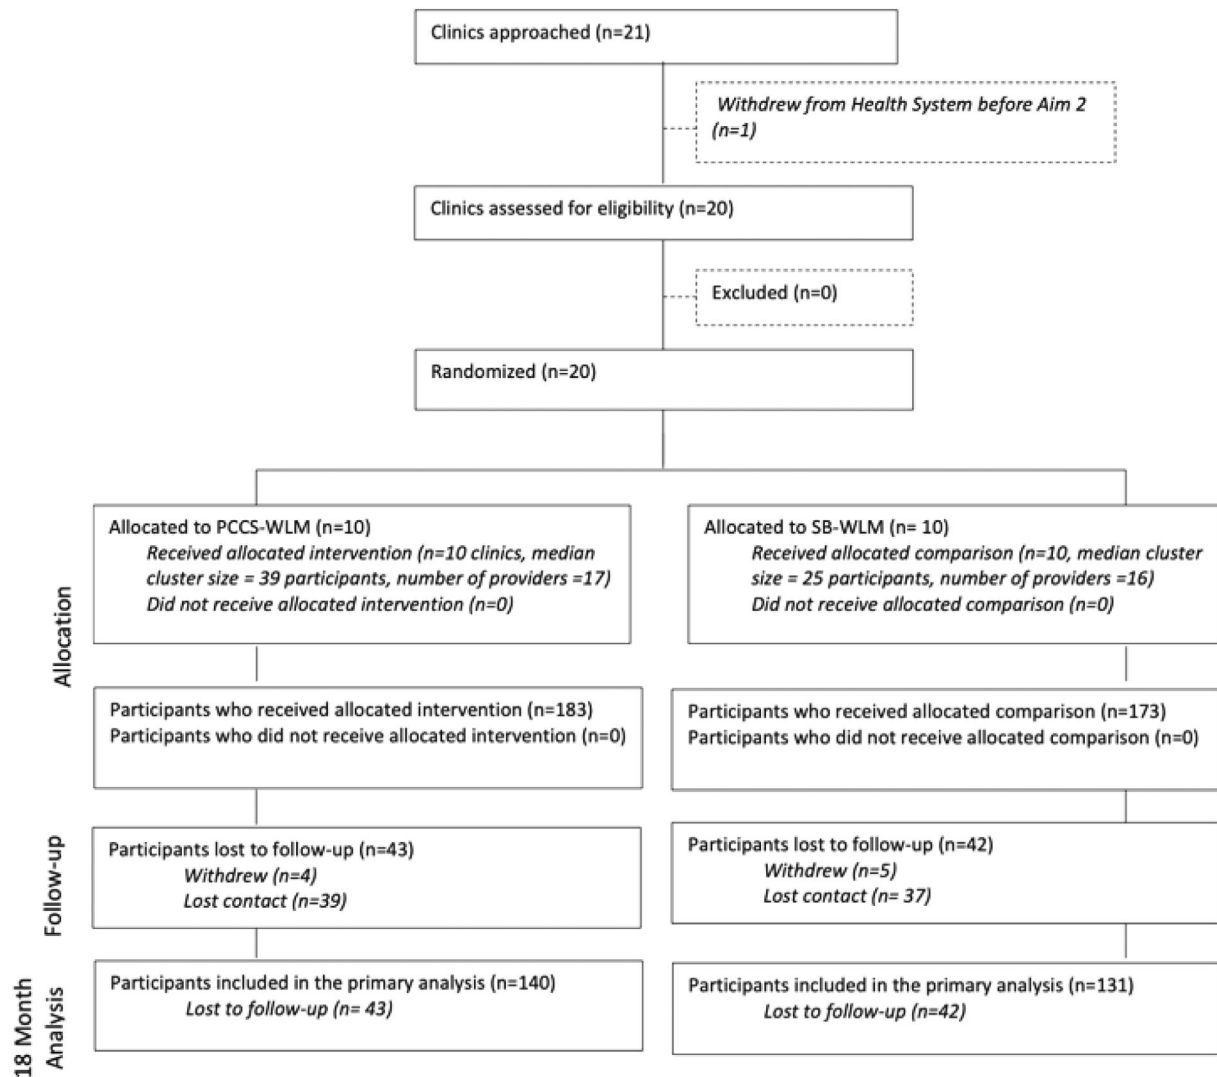 Clinics approached (n=21)
Withdrew from Health System before Aim 2
(n=1)
Clinics assessed for eligibility (n=20)
Excluded (n=0)
Randomized (n=20)
Allocation
Allocated to PCCS-WLM (n=10)
Received allocated intervention (n=10 clinics, median
cluster size = 39 participants, number of providers =17)
Did not receive allocated intervention (n=0)
Allocated to SB-WLM (n= 10)
Received allocated comparison (n=10, median cluster
size = 25 participants, number of providers =16)
Did not receive allocated comparison (n=0)
Participants who received allocated intervention (n=183)
Participants who did not receive allocated intervention (n=0)
Participants who received allocated comparison (n=173)
Participants who did not receive allocated comparison (n=0)
Follow-up
Participants lost to follow-up (n=43)
Withdrew (n=4)
Lost contact (n=39)
Participants lost to follow-up (n=42)
Withdrew (n=5)
Lost contact (n= 37)
18 Month
Analysis
Participants included in the primary analysis (n=140)
Lost to follow-up (n= 43)
Participants included in the primary analysis (n=131)
Lost to follow-up (n=42)